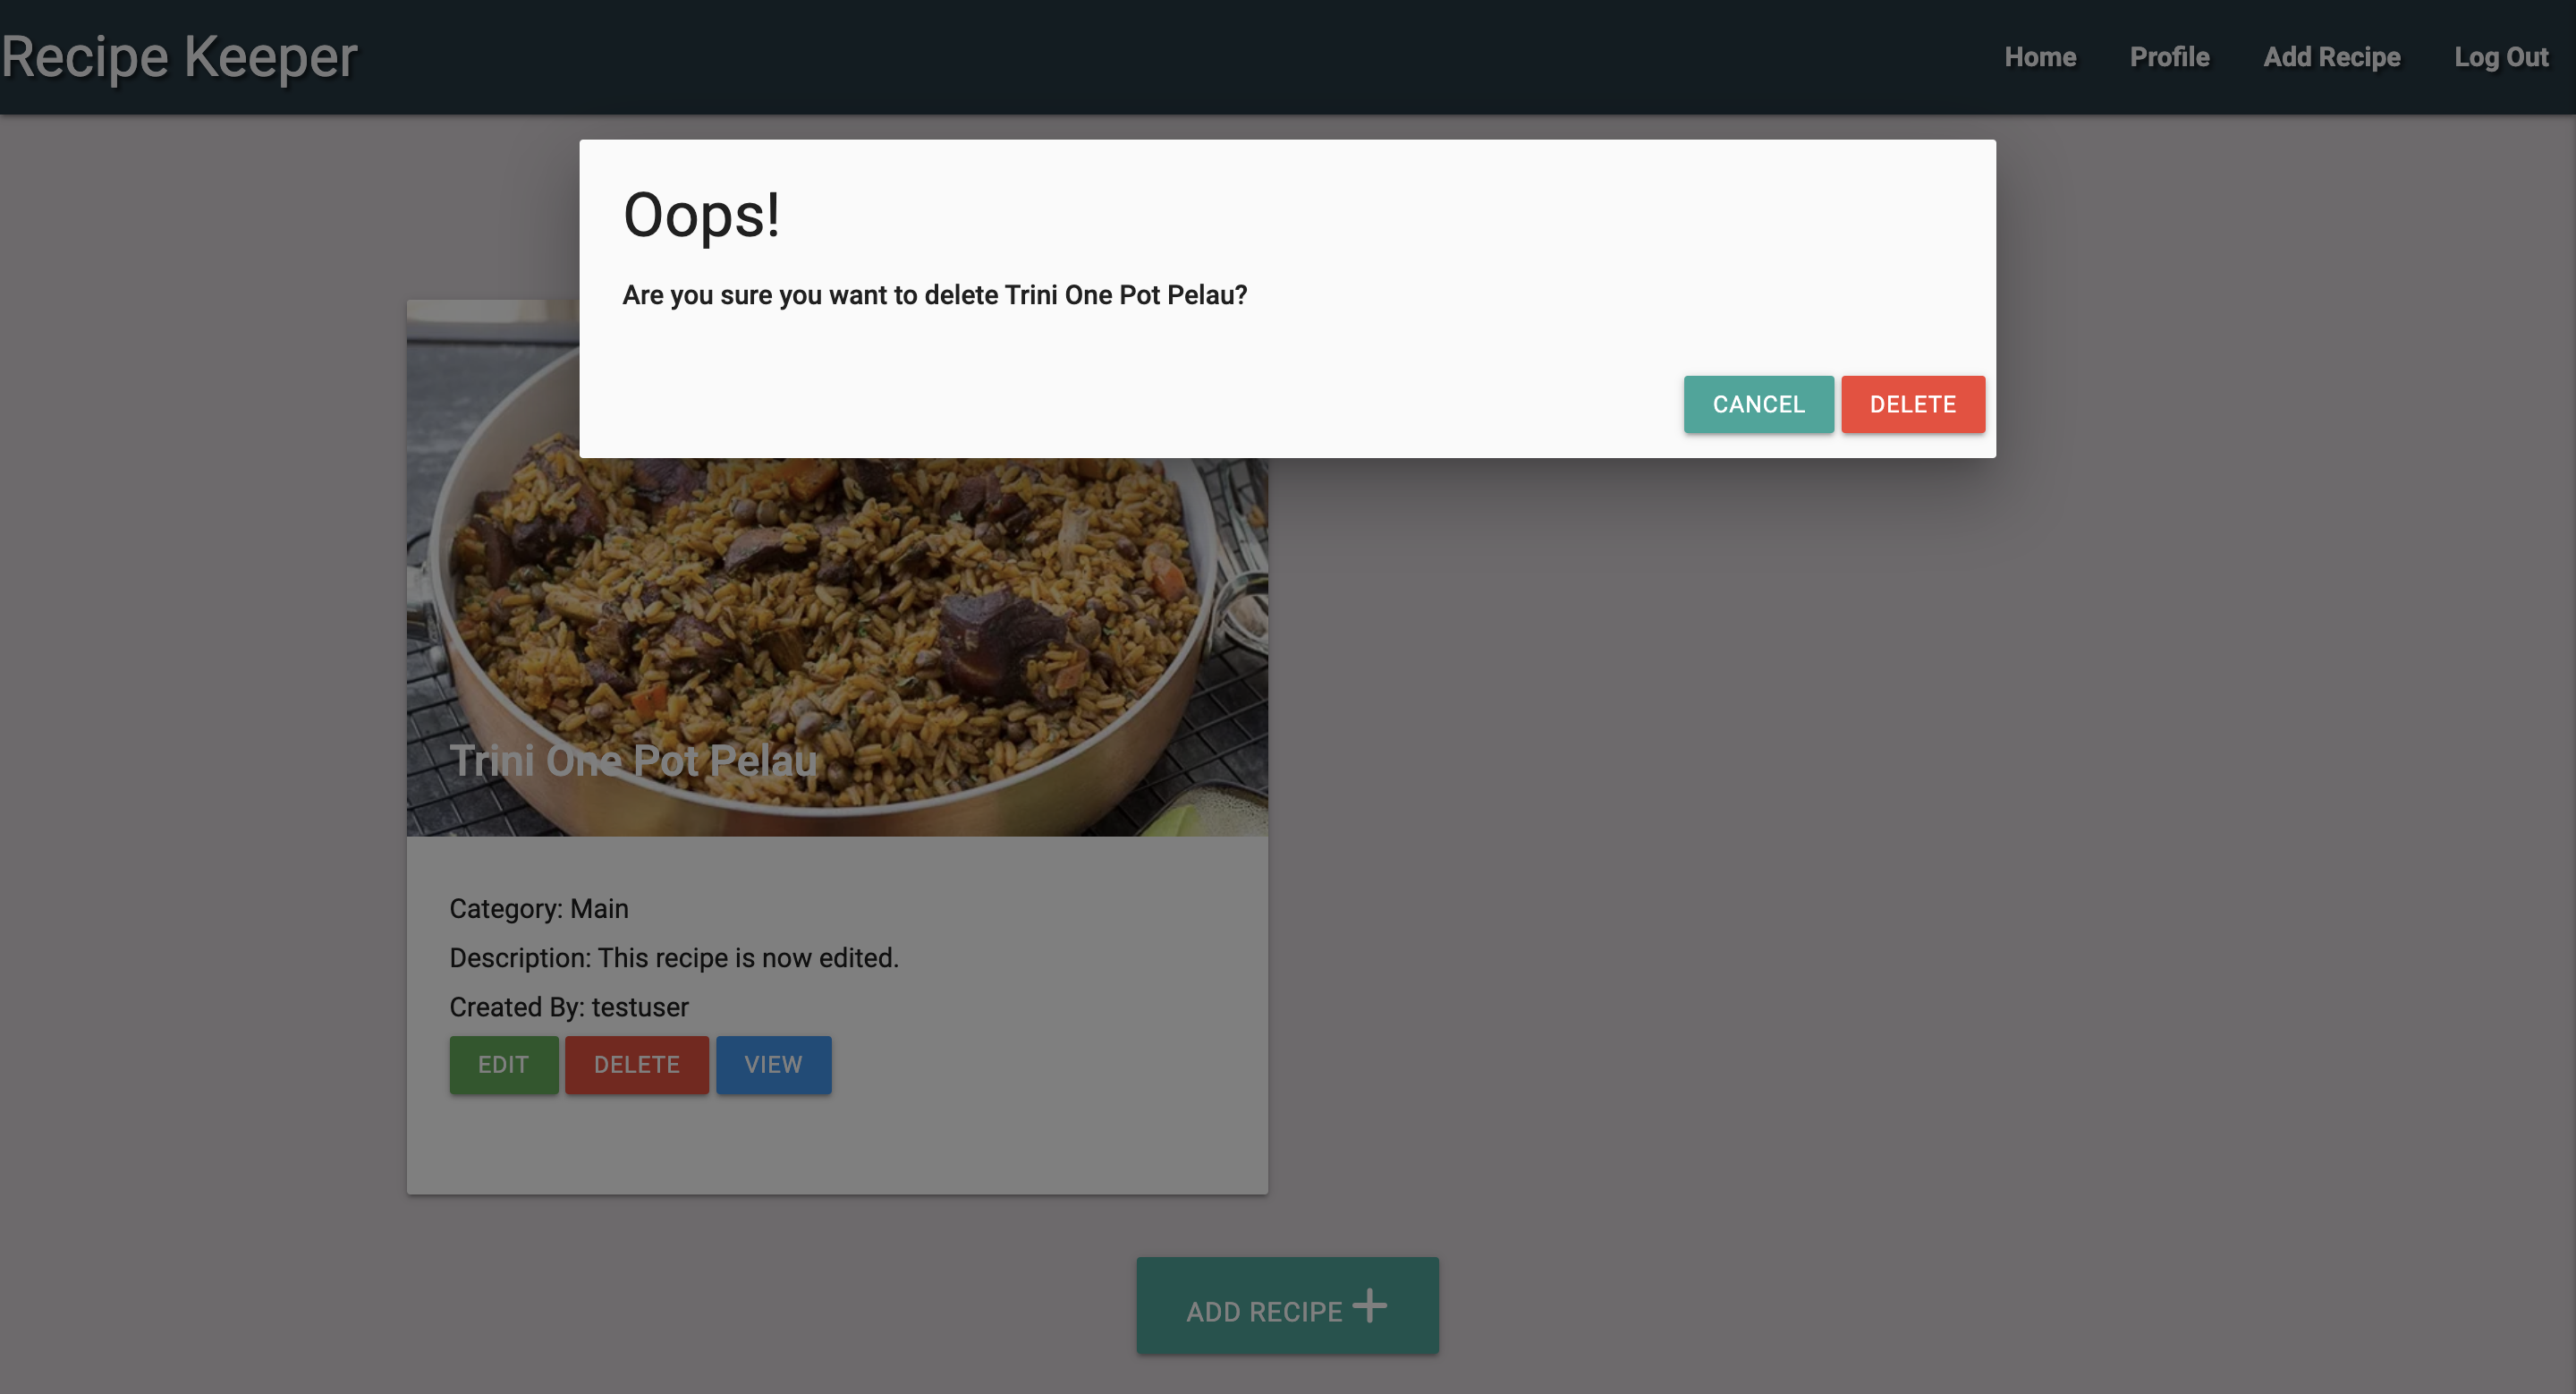 Recipe Keeper
Home Profile Add Recipe Log Out
Oops!
Are you sure you want to delete Trini One Pot Pelau?
CANCEL DELETE
Trini One Pot Pelau
Category: Main
Description: This recipe is now edited.
Created By: testuser
EDIT DELETE VIEW
ADD RECIPE +